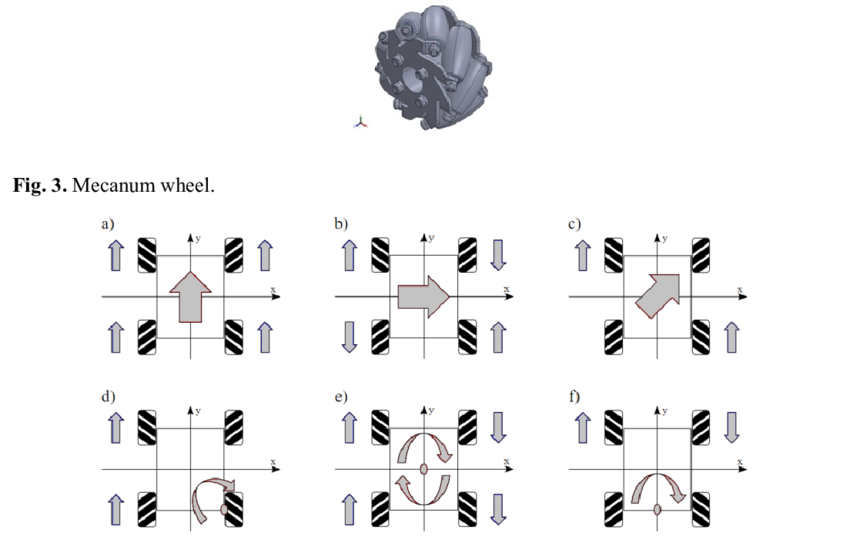 Fig. 3. Mecanum wheel.
a) b) c)
y y y
x x x
d) e) f)
y y y
x x x